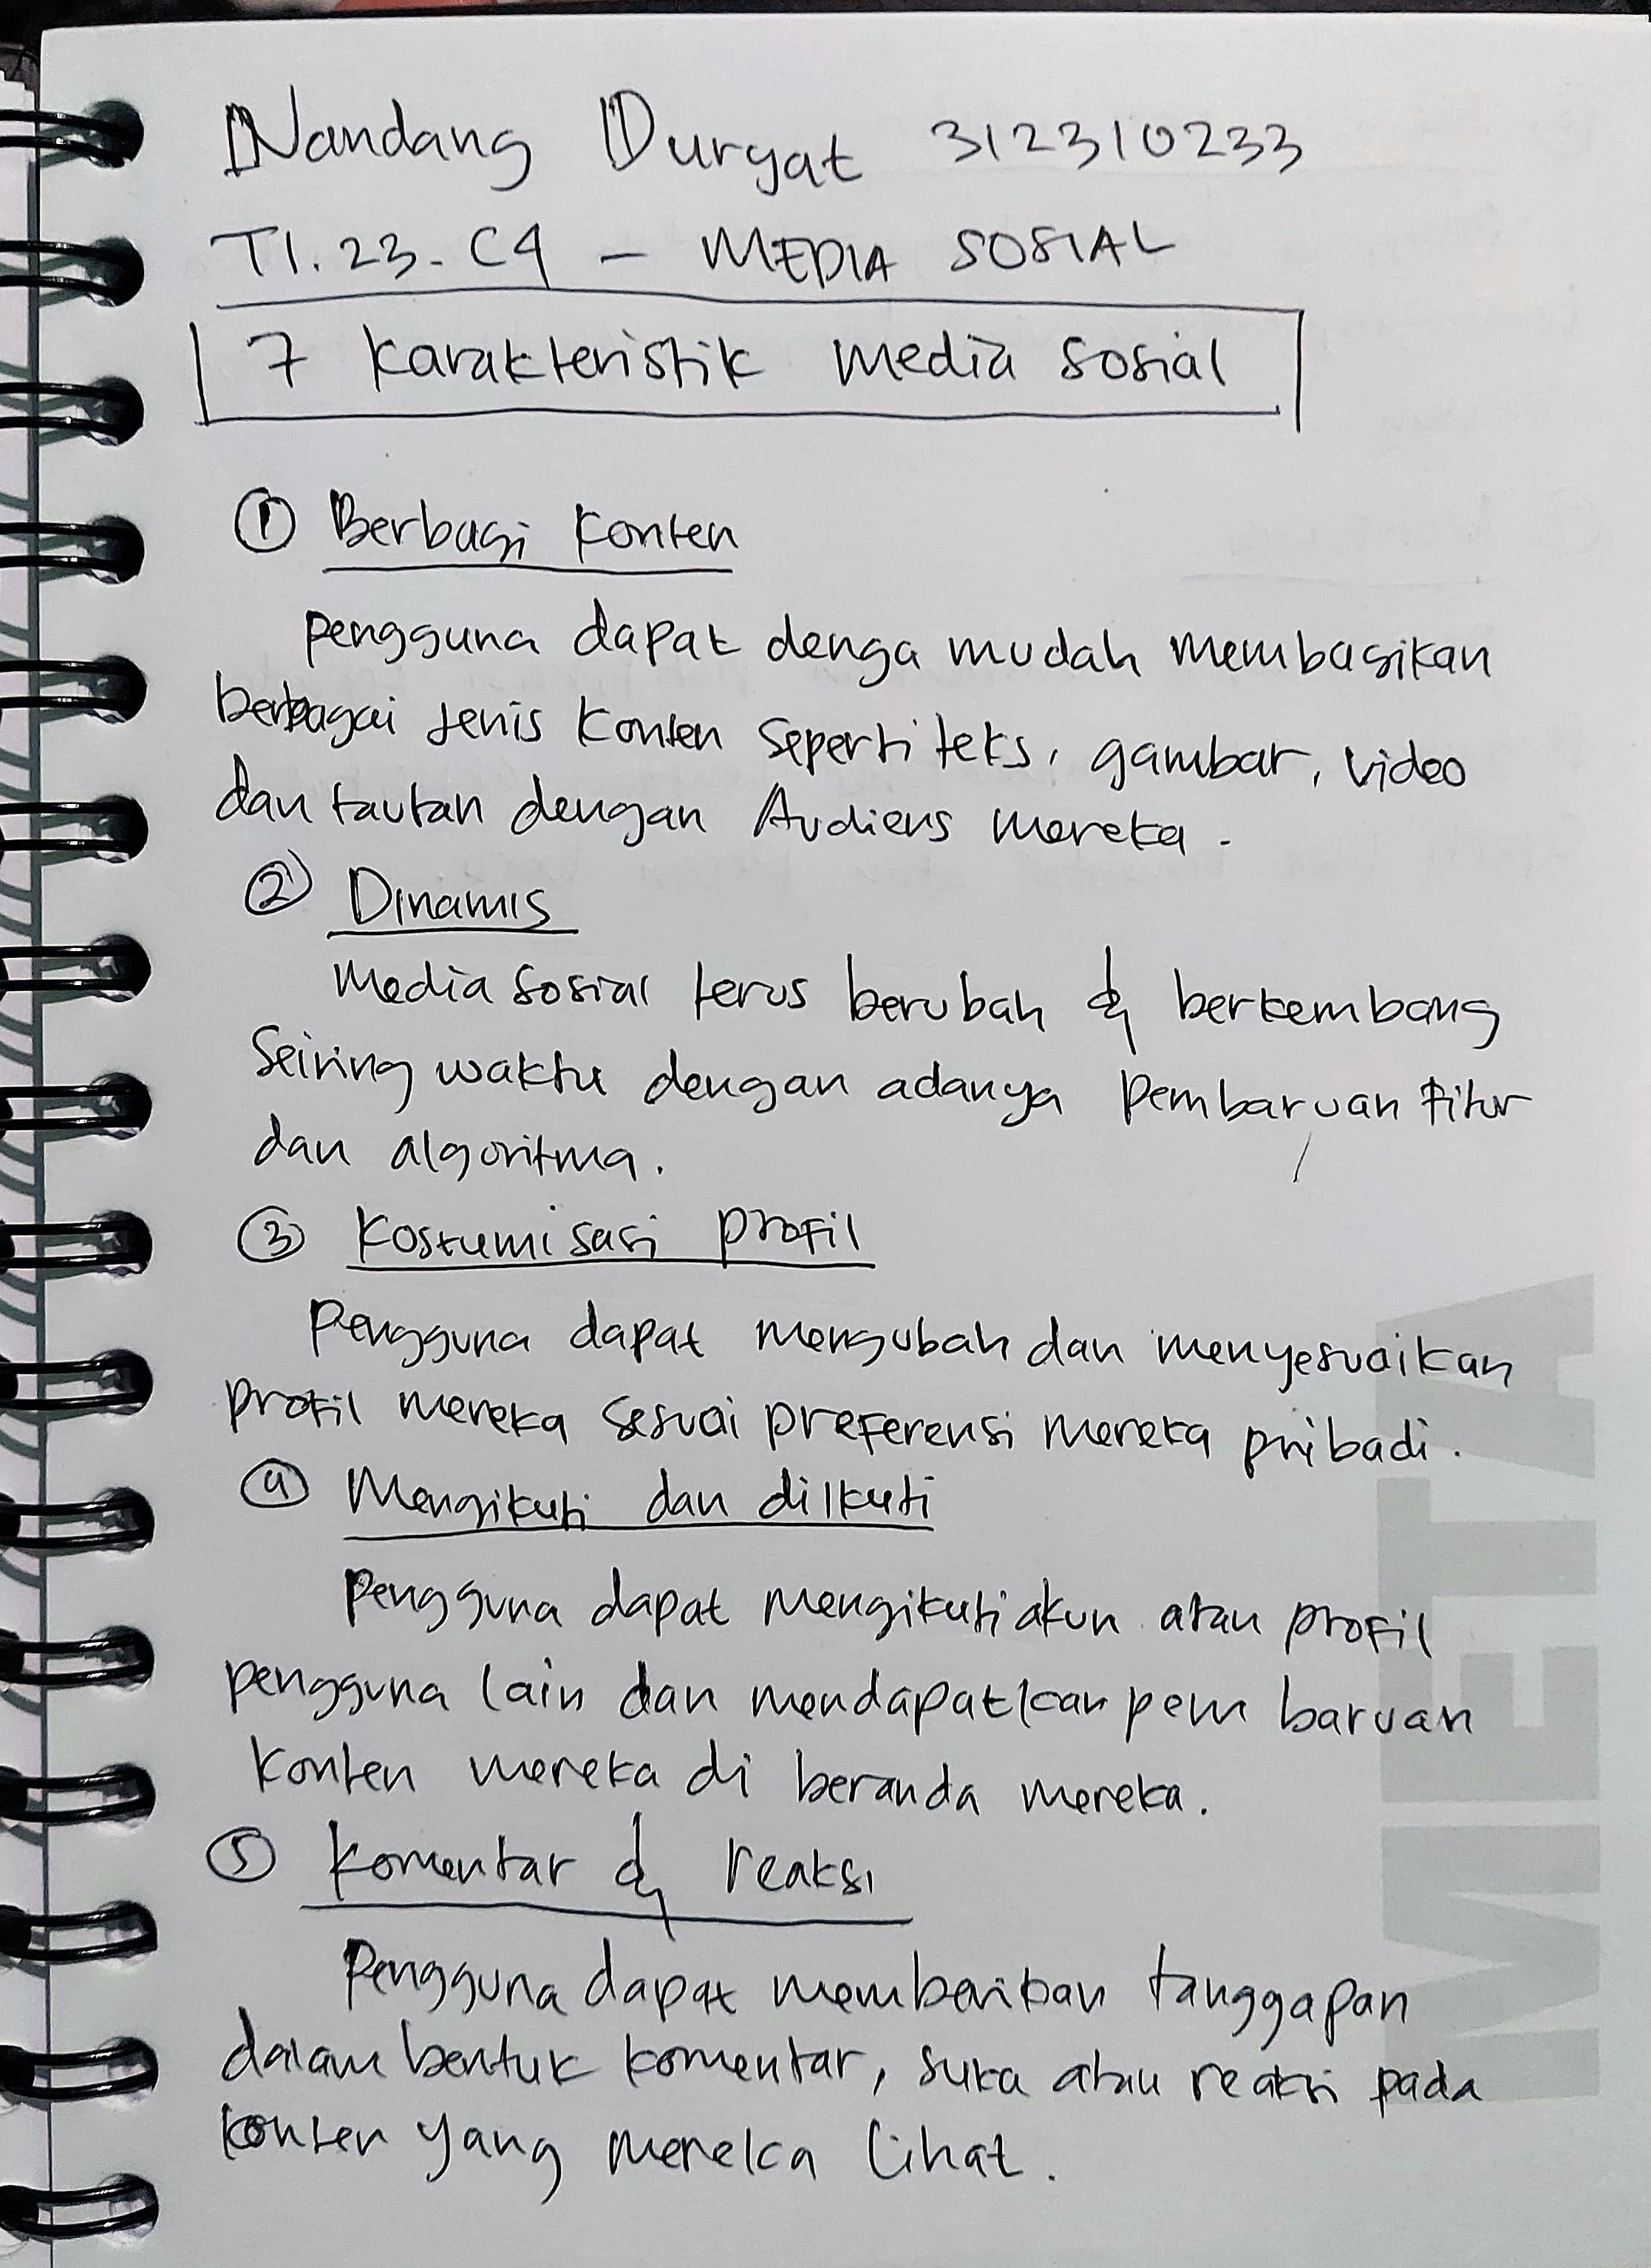 Nandang Duryat 312310233
TI.23.C4 - MEDIA SOSIAL
7 Karakteristik Media Sosial
① Berbagi Konten
Pengguna dapat denga mudah membagikan
berbagai jenis konten seperti teks, gambar, video
dan tautan dengan Audiens mereka.
② Dinamis
Media sosial terus berubah & berkembang
Seiring waktu dengan adanya pembaruan fitur
dan algoritma.
③ Kostumisasi profil
Pengguna dapat mengubah dan menyesuaikan
profil mereka sesuai preferensi mereka pribadi.
④ Mengikuti dan diikuti
Pengguna dapat mengikuti akun atau profil
pengguna lain dan mendapatkan pembaruan
konten mereka di beranda mereka.
⑤ Komentar & reaksi
Pengguna dapat memberikan tanggapan
dalam bentuk komentar, suka atau reaksi pada
konten yang mereka lihat.
META